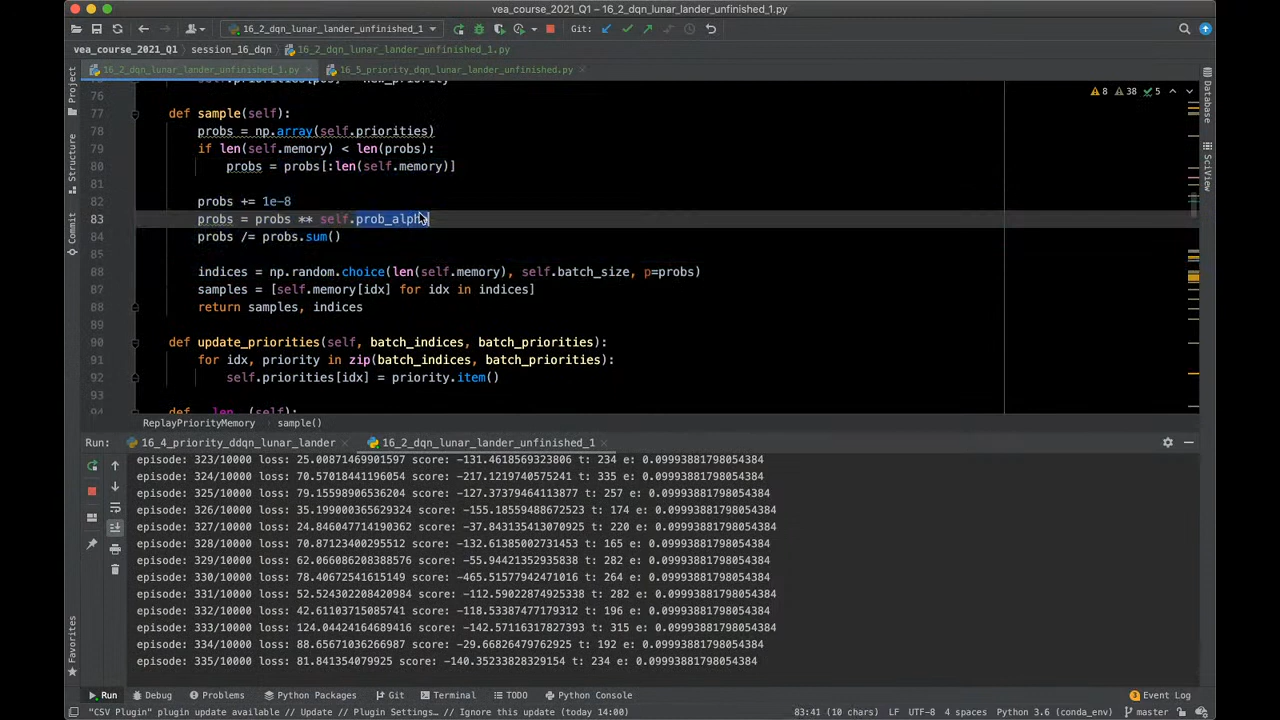 vea_course_2021_Q1 – 16_2_dqn_lunar_lander_unfinished_1.py
16_2_dqn_lunar_lander_unfinished_1
Git:
vea_course_2021_Q1 session_16_dqn 16_2_dqn_lunar_lander_unfinished_1.py
16_2_dqn_lunar_lander_unfinished_1.py 16_5_priority_dqn_lunar_lander_unfinished.py
8 38 5
Project
Structure
Commit
Favorites
Database
SciView
76
77 def sample(self):
78 probs = np.array(self.priorities)
79 if len(self.memory) < len(probs):
80 probs = probs[:len(self.memory)]
81
82 probs += 1e-8
83 probs = probs ** self.prob_alph
84 probs /= probs.sum()
85
86 indices = np.random.choice(len(self.memory), self.batch_size, p=probs)
87 samples = [self.memory[idx] for idx in indices]
88 return samples, indices
89
90 def update_priorities(self, batch_indices, batch_priorities):
91 for idx, priority in zip(batch_indices, batch_priorities):
92 self.priorities[idx] = priority.item()
93
94 def __len__(self):
ReplayPriorityMemory sample()
Run: 16_4_priority_ddqn_lunar_lander 16_2_dqn_lunar_lander_unfinished_1
episode: 323/10000 loss: 25.00871469901597 score: -131.4618569323806 t: 234 e: 0.09993881798054384
episode: 324/10000 loss: 70.57018441196054 score: -217.1219740575241 t: 335 e: 0.09993881798054384
episode: 325/10000 loss: 79.15598906536204 score: -127.37379464113877 t: 257 e: 0.09993881798054384
episode: 326/10000 loss: 35.199000365629324 score: -155.18559488672523 t: 174 e: 0.09993881798054384
episode: 327/10000 loss: 24.846047714190362 score: -37.843135413070925 t: 220 e: 0.09993881798054384
episode: 328/10000 loss: 70.87123400295512 score: -132.61385002731453 t: 165 e: 0.09993881798054384
episode: 329/10000 loss: 62.066086208388576 score: -55.94421352935838 t: 282 e: 0.09993881798054384
episode: 330/10000 loss: 78.40672541615149 score: -465.51577942471016 t: 264 e: 0.09993881798054384
episode: 331/10000 loss: 52.524308202420984 score: -112.59022874925338 t: 282 e: 0.09993881798054384
episode: 332/10000 loss: 42.61103715085741 score: -118.53387477179312 t: 196 e: 0.09993881798054384
episode: 333/10000 loss: 124.04424164689416 score: -142.57116317827393 t: 315 e: 0.09993881798054384
episode: 334/10000 loss: 88.65671036266987 score: -29.66826479762925 t: 192 e: 0.09993881798054384
episode: 335/10000 loss: 81.841354079925 score: -140.35233828329154 t: 234 e: 0.09993881798054384
Run Debug Problems Python Packages Git Terminal TODO Python Console Event Log
"CSV Plugin" plugin update available // Update // Plugin Settings... // Ignore this update (today 14:00) 83:41 (10 chars) LF UTF-8 4 spaces Python 3.6 (conda_env) master